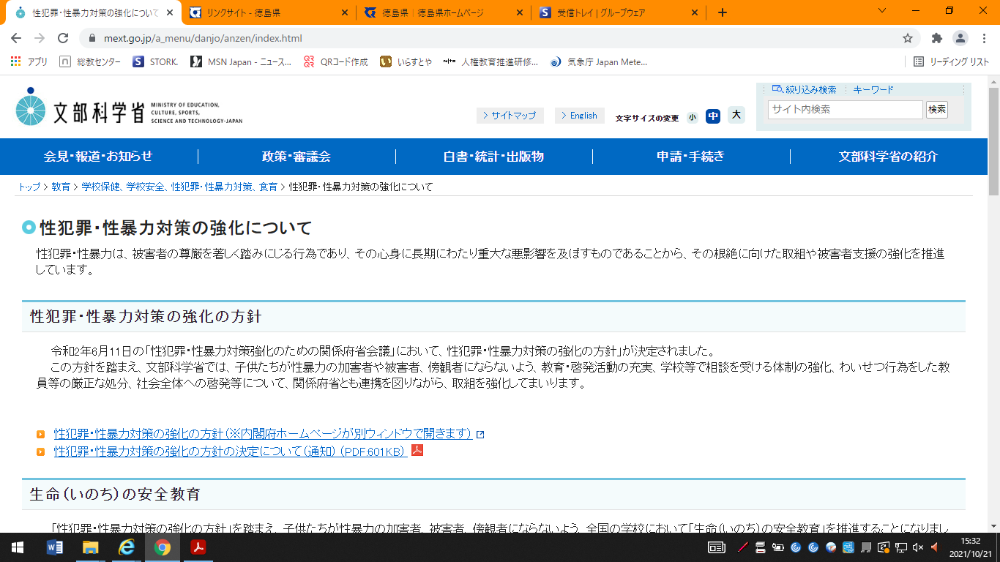 性犯罪・性暴力対策の強化について
リンクサイト - 徳島県
徳島県 | 徳島県ホームページ
受信トレイ | グループウェア
mext.go.jp/a_menu/danjo/anzen/index.html
アプリ 総教センター STORK. MSN Japan - ニュース... QRコード作成 いらすとや 人権教育推進研修... 気象庁 Japan Mete... リーディング リスト
文部科学省
MINISTRY OF EDUCATION,
CULTURE, SPORTS,
SCIENCE AND TECHNOLOGY-JAPAN
サイトマップ English 文字サイズの変更 小 中 大
絞り込み検索 キーワード
サイト内検索 検索
会見・報道・お知らせ 政策・審議会 白書・統計・出版物 申請・手続き 文部科学省の紹介
トップ > 教育 > 学校保健、学校安全、性犯罪・性暴力対策、食育 > 性犯罪・性暴力対策の強化について
性犯罪・性暴力対策の強化について
性犯罪・性暴力は、被害者の尊厳を著しく踏みにじる行為であり、その心身に長期にわたり重大な悪影響を及ぼすものであることから、その根絶に向けた取組や被害者支援の強化を推進
しています。
性犯罪・性暴力対策の強化の方針
令和2年6月11日の「性犯罪・性暴力対策強化のための関係府省会議」において、性犯罪・性暴力対策の強化の方針」が決定されました。
この方針を踏まえ、文部科学省では、子供たちが性暴力の加害者や被害者、傍観者にならないよう、教育・啓発活動の充実、学校等で相談を受ける体制の強化、わいせつ行為をした教
員等の厳正な処分、社会全体への啓発等について、関係府省とも連携を図りながら、取組を強化してまいります。
性犯罪・性暴力対策の強化の方針(※内閣府ホームページが別ウィンドウで開きます)
性犯罪・性暴力対策の強化の方針の決定について(通知) (PDF:601KB)
生命(いのち)の安全教育
「性犯罪・性暴力対策の強化の方針」を踏まえ、子供たちが性暴力の加害者、被害者、傍観者にならないよう、全国の学校において「生命(いのち)の安全教育」を推進することになりまし
15:32
2021/10/21